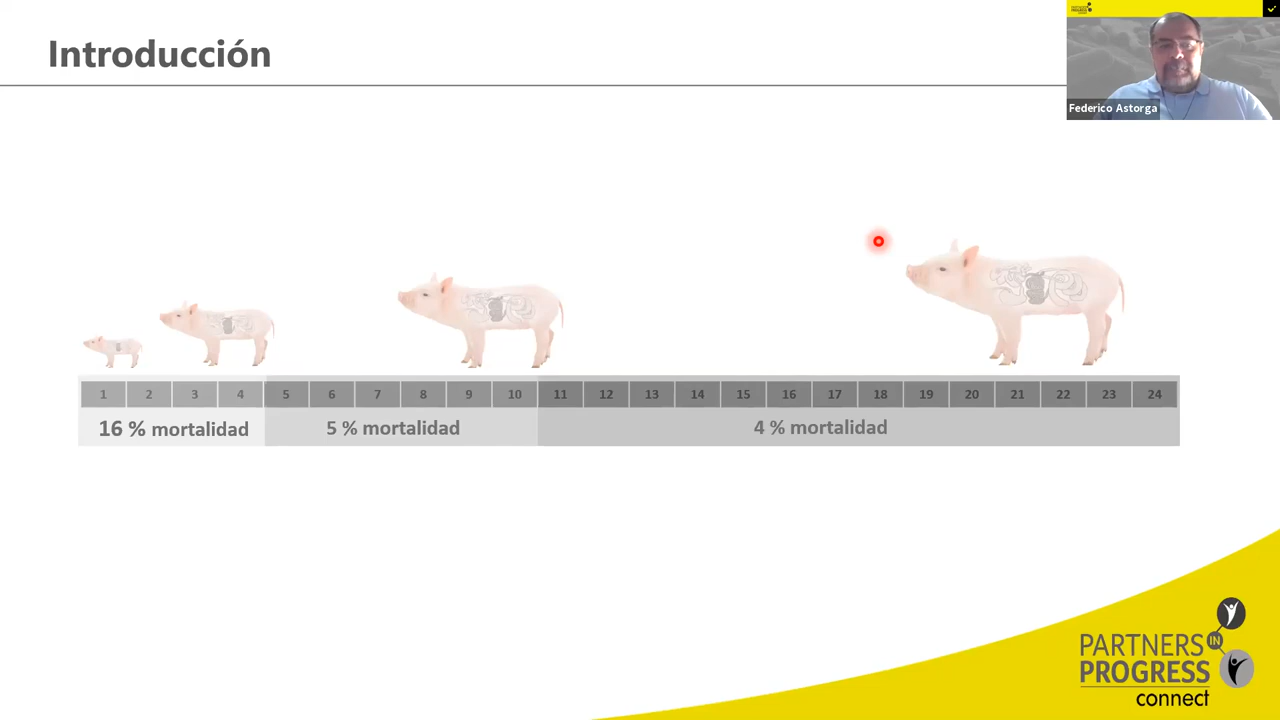 Introducción
Federico Astorga
1 2 3 4 5 6 7 8 9 10 11 12 13 14 15 16 17 18 19 20 21 22 23 24
16 % mortalidad 5 % mortalidad 4 % mortalidad
PARTNERS IN
PROGRESS
connect